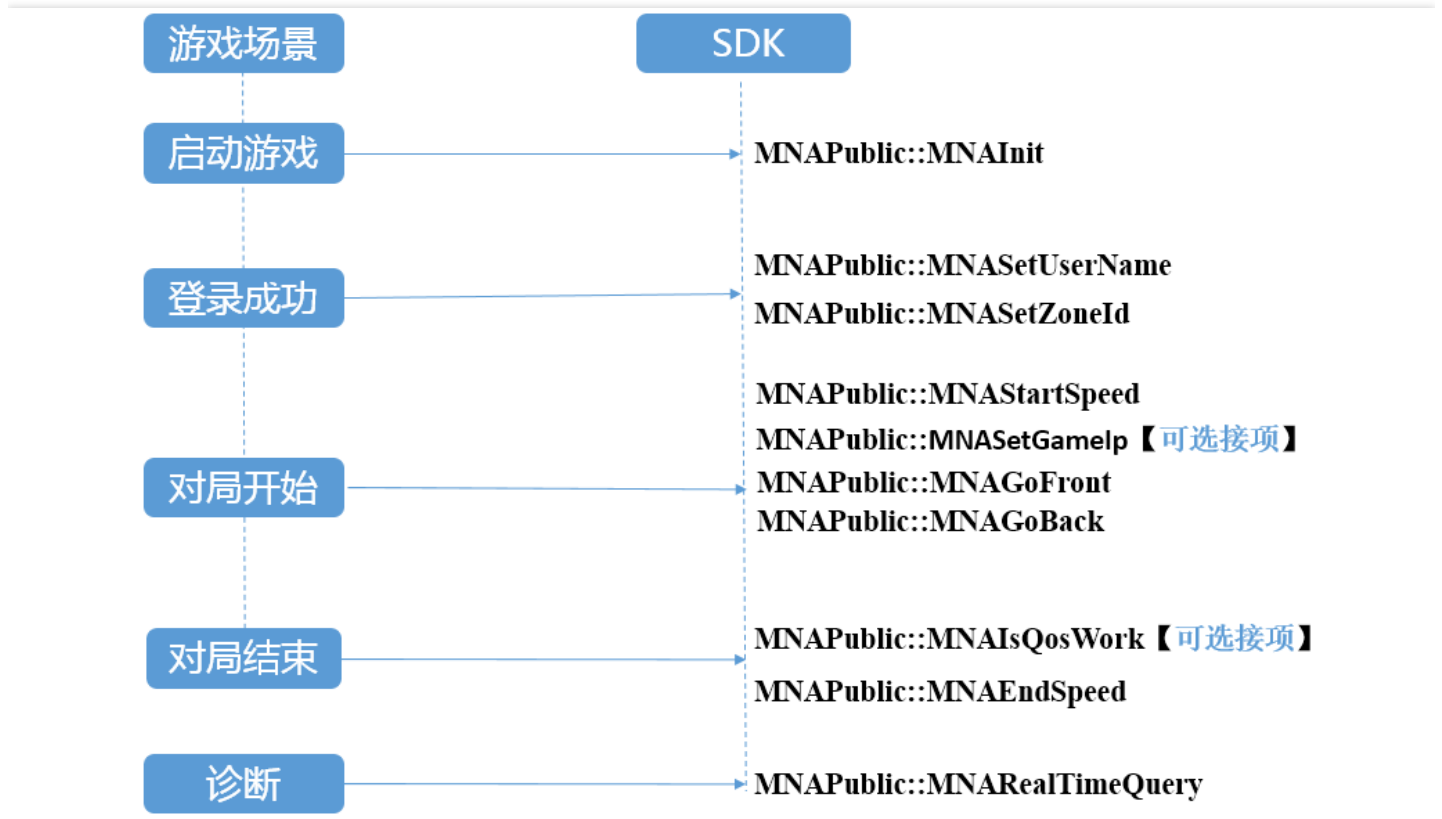 游戏场景
SDK
启动游戏
MNAPublic::MNAInit
登录成功
MNAPublic::MNASetUserName
MNAPublic::MNASetZoneId
对局开始
MNAPublic::MNAStartSpeed
MNAPublic::MNASetGameIp【可选接项】
MNAPublic::MNAGoFront
MNAPublic::MNAGoBack
对局结束
MNAPublic::MNAIsQosWork【可选接项】
MNAPublic::MNAEndSpeed
诊断
MNAPublic::MNARealTimeQuery